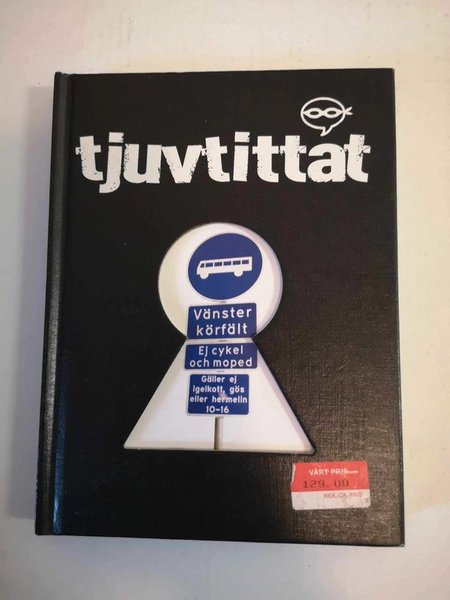 tjuvtittat
Vänster
körfält
Ej cykel
och moped
Gäller ej
igelkott, gös
eller hermelin
10-16
VÅRT PRIS
129.00
REK. CA. PRIS